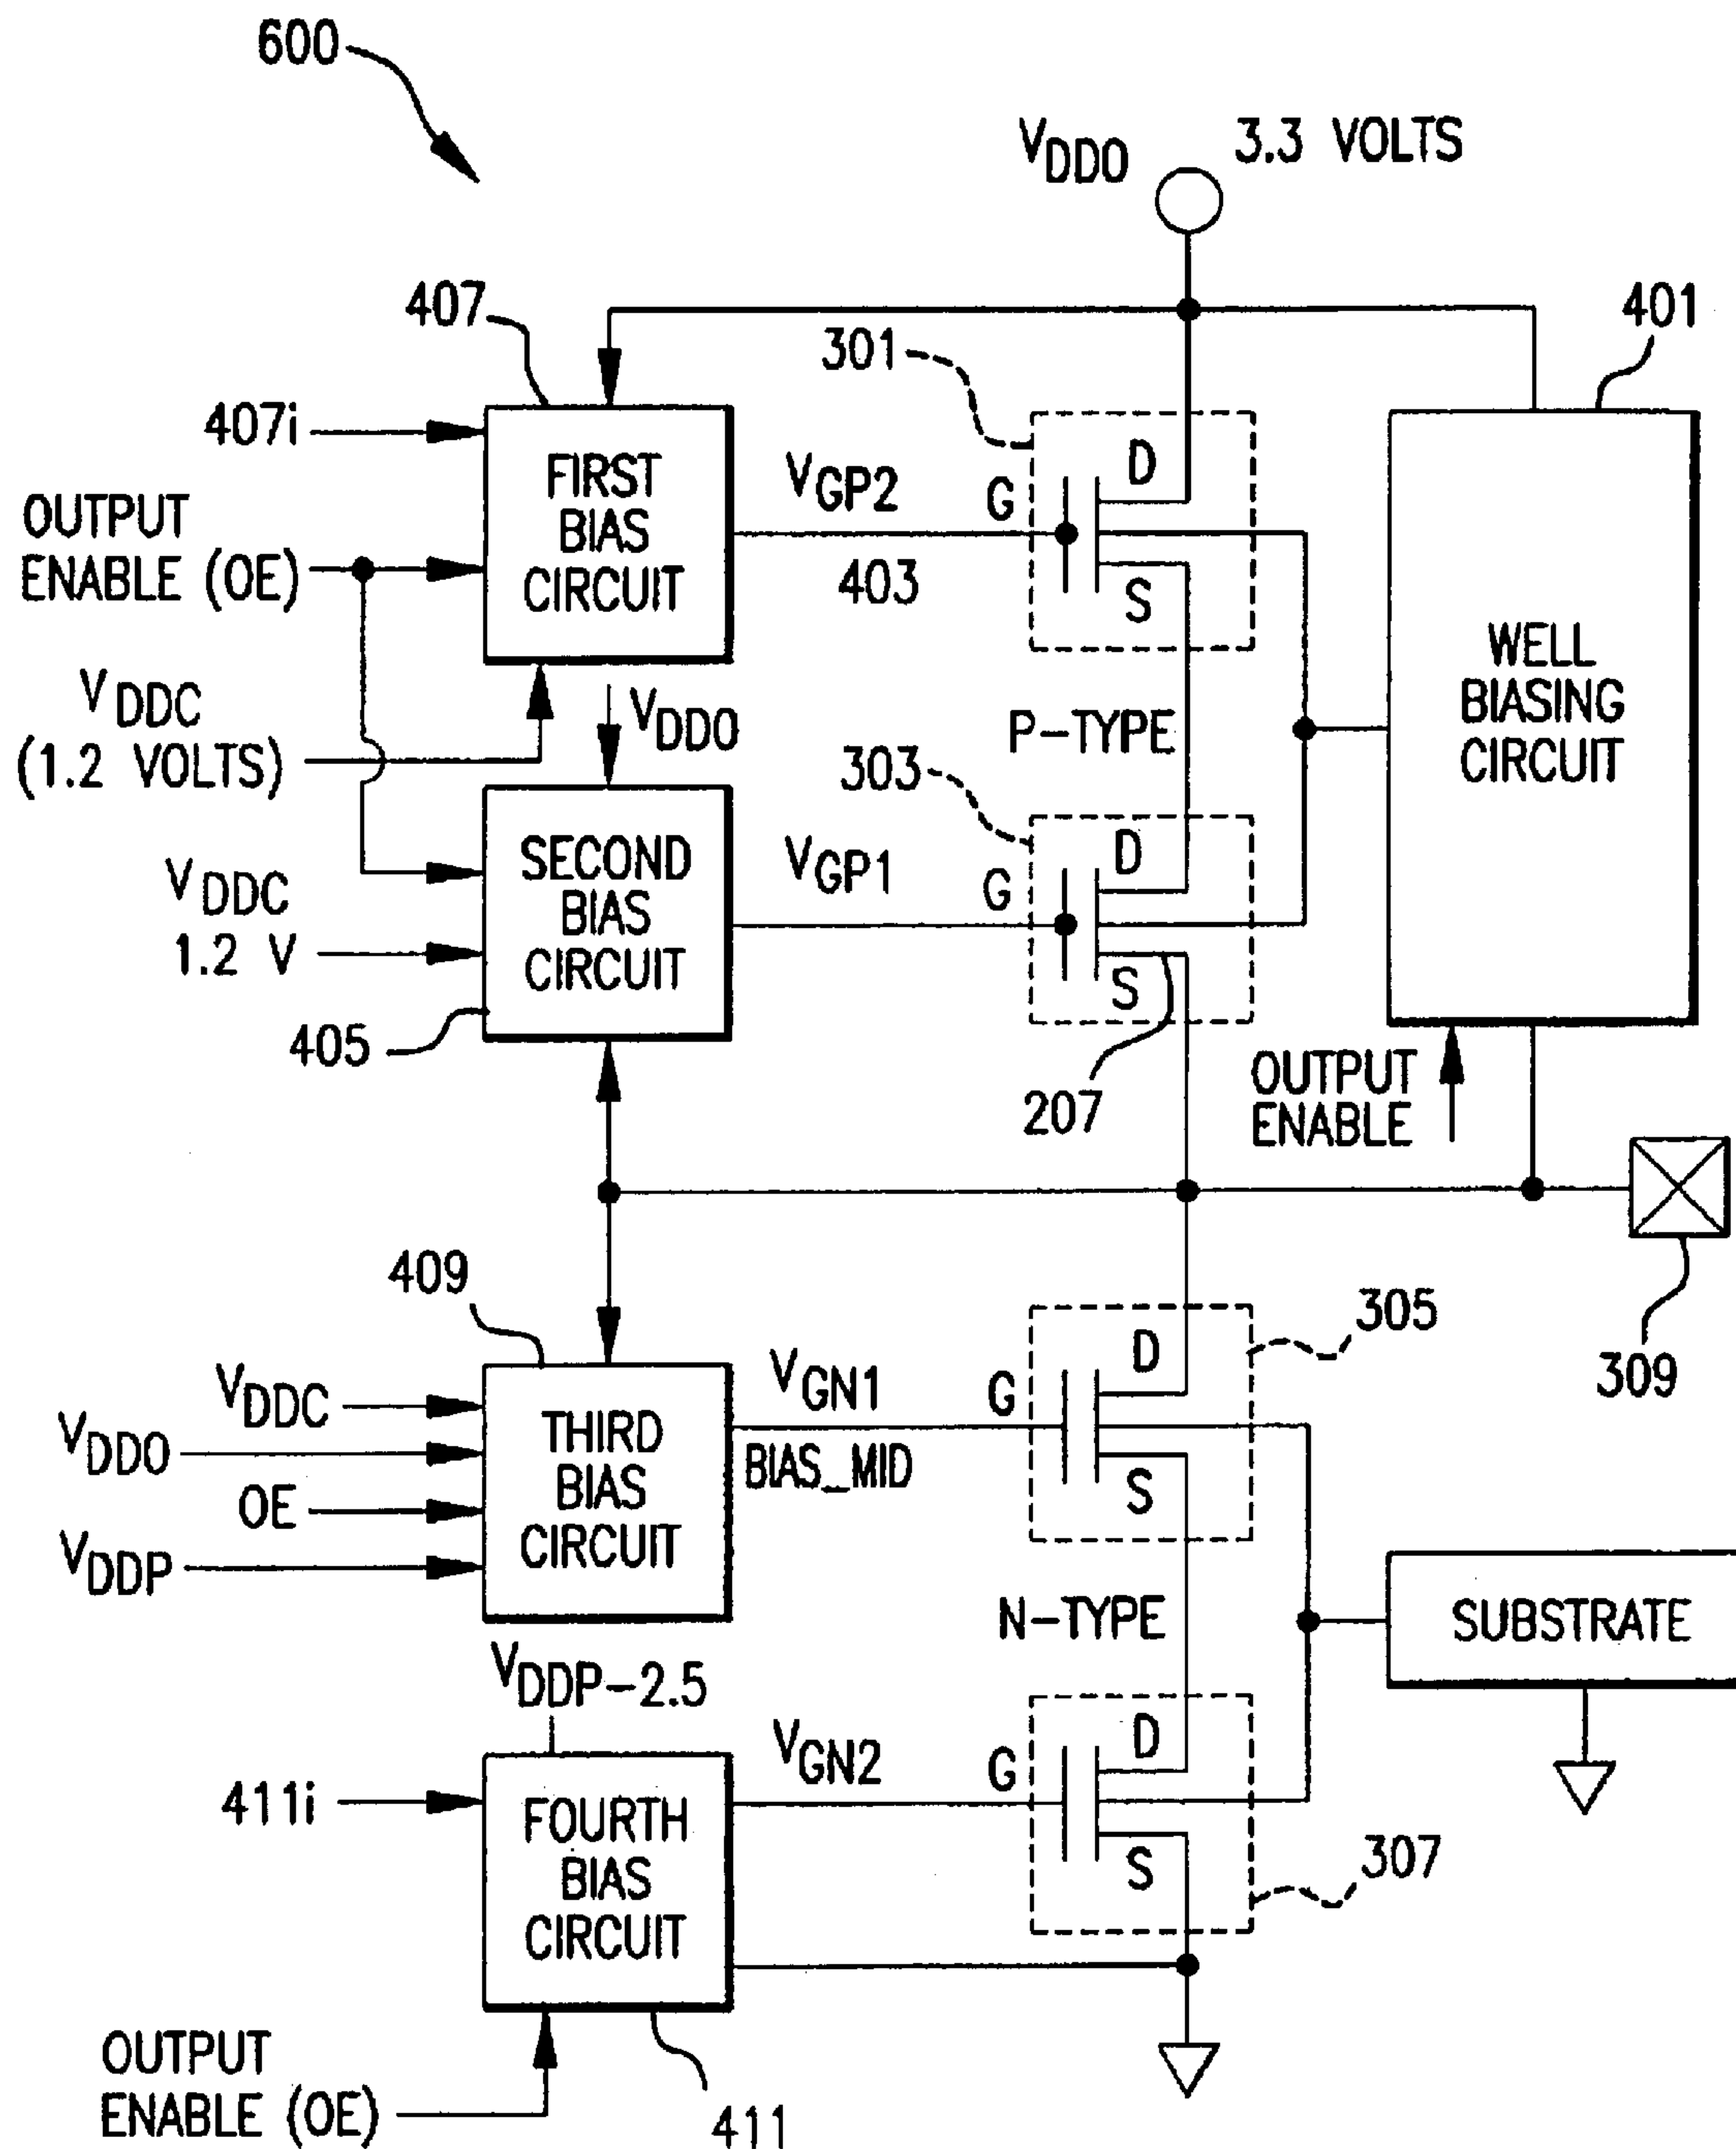 600
VDDO 3.3 VOLTS
407
301
401
407i
FIRST
BIAS
CIRCUIT
VGP2
403
G
D
S
OUTPUT
ENABLE (OE)
WELL
BIASING
CIRCUIT
VDDC
(1.2 VOLTS)
VDDO
P-TYPE
303
SECOND
BIAS
CIRCUIT
VGP1
G
D
S
VDDC
1.2 V
405
207
OUTPUT
ENABLE
309
409
305
VDDC
VDDO
OE
VDDP
THIRD
BIAS
CIRCUIT
VGN1
BIAS_MID
G
D
S
N-TYPE
SUBSTRATE
VDDP-2.5
411i
FOURTH
BIAS
CIRCUIT
VGN2
G
D
S
307
OUTPUT
ENABLE (OE)
411